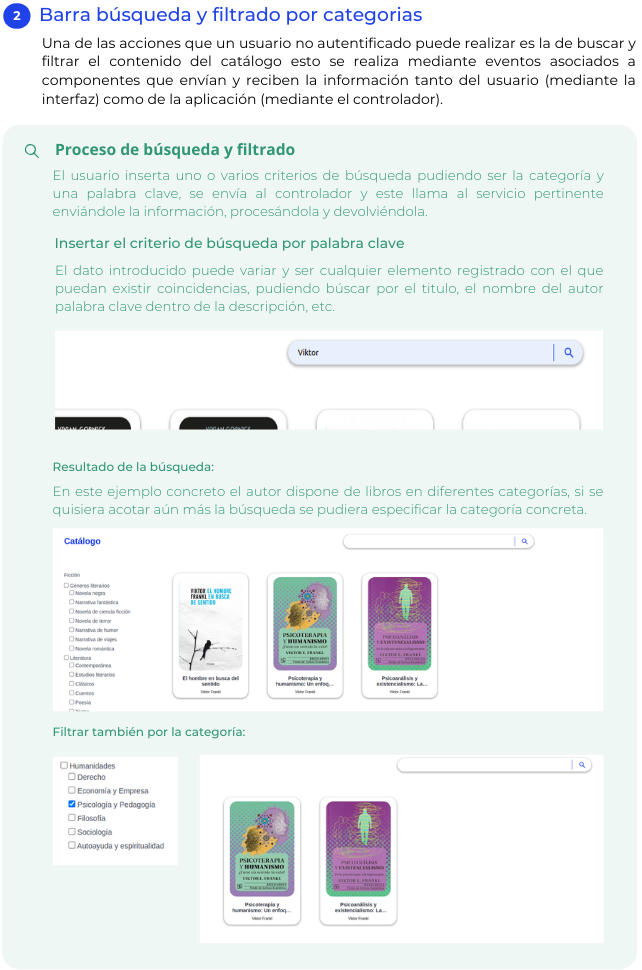 2 Barra búsqueda y filtrado por categorias
Una de las acciones que un usuario no autentificado puede realizar es la de buscar y
filtrar el contenido del catálogo esto se realiza mediante eventos asociados a
componentes que envían y reciben la información tanto del usuario (mediante la
interfaz) como de la aplicación (mediante el controlador).
Proceso de búsqueda y filtrado
El usuario inserta uno o varios criterios de búsqueda pudiendo ser la categoría y
una palabra clave, se envía al controlador y este llama al servicio pertinente
enviándole la información, procesándola y devolviéndola.
Insertar el criterio de búsqueda por palabra clave
El dato introducido puede variar y ser cualquier elemento registrado con el que
puedan existir coincidencias, pudiendo búscar por el titulo, el nombre del autor
palabra clave dentro de la descripción, etc.
Viktor
Resultado de la búsqueda:
En este ejemplo concreto el autor dispone de libros en diferentes categorías, si se
quisiera acotar aún más la búsqueda se pudiera especificar la categoría concreta.
Catálogo
Ficción
Géneros literarios
Novela negra
Narrativa fantástica
Novela de ciencia ficción
Novela de terror
Narrativa de humor
Narrativa de viajes
Novela romántica
Literatura
Contemporánea
Estudios literarios
Clásicos
Cuentos
Poesía
VIKTOR EL HOMBRE
FRANKL EN BUSCA
DE SENTIDO
El hombre en busca del
sentido
Viktor Frankl
PSICOTERAPIA
Y HUMANISMO
VIKTOR E. FRANKL
Psicoterapia y
humanismo: Un enfoq...
Viktor Frankl
PSICOANÁLISIS
Y EXISTENCIALISMO
VIKTOR E. FRANKL
Psicoanálisis y
existencialismo: La...
Viktor Frankl
Filtrar también por la categoría:
Humanidades
Derecho
Economía y Empresa
Psicología y Pedagogía
Filosofía
Sociología
Autoayuda y espiritualidad
PSICOTERAPIA
Y HUMANISMO
VIKTOR E. FRANKL
Psicoterapia y
humanismo: Un enfoq...
Viktor Frankl
PSICOANÁLISIS
Y EXISTENCIALISMO
VIKTOR E. FRANKL
Psicoanálisis y
existencialismo: La...
Viktor Frankl